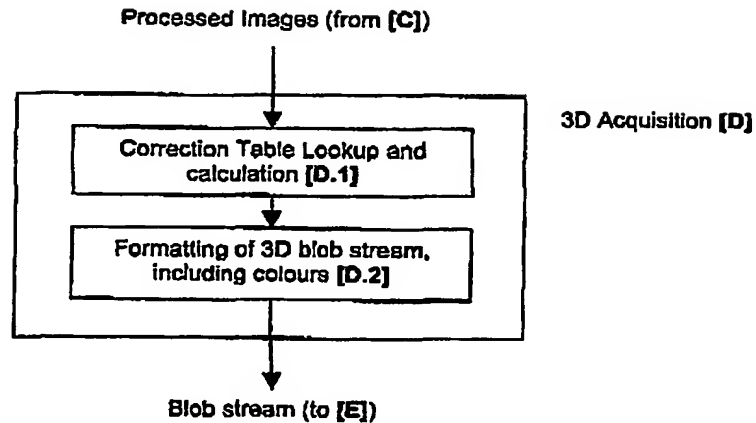 Processed Images (from [C])
3D Acquisition [D]
Correction Table Lookup and
calculation [D.1]
Formatting of 3D blob stream,
including colours [D.2]
Blob stream (to [E])